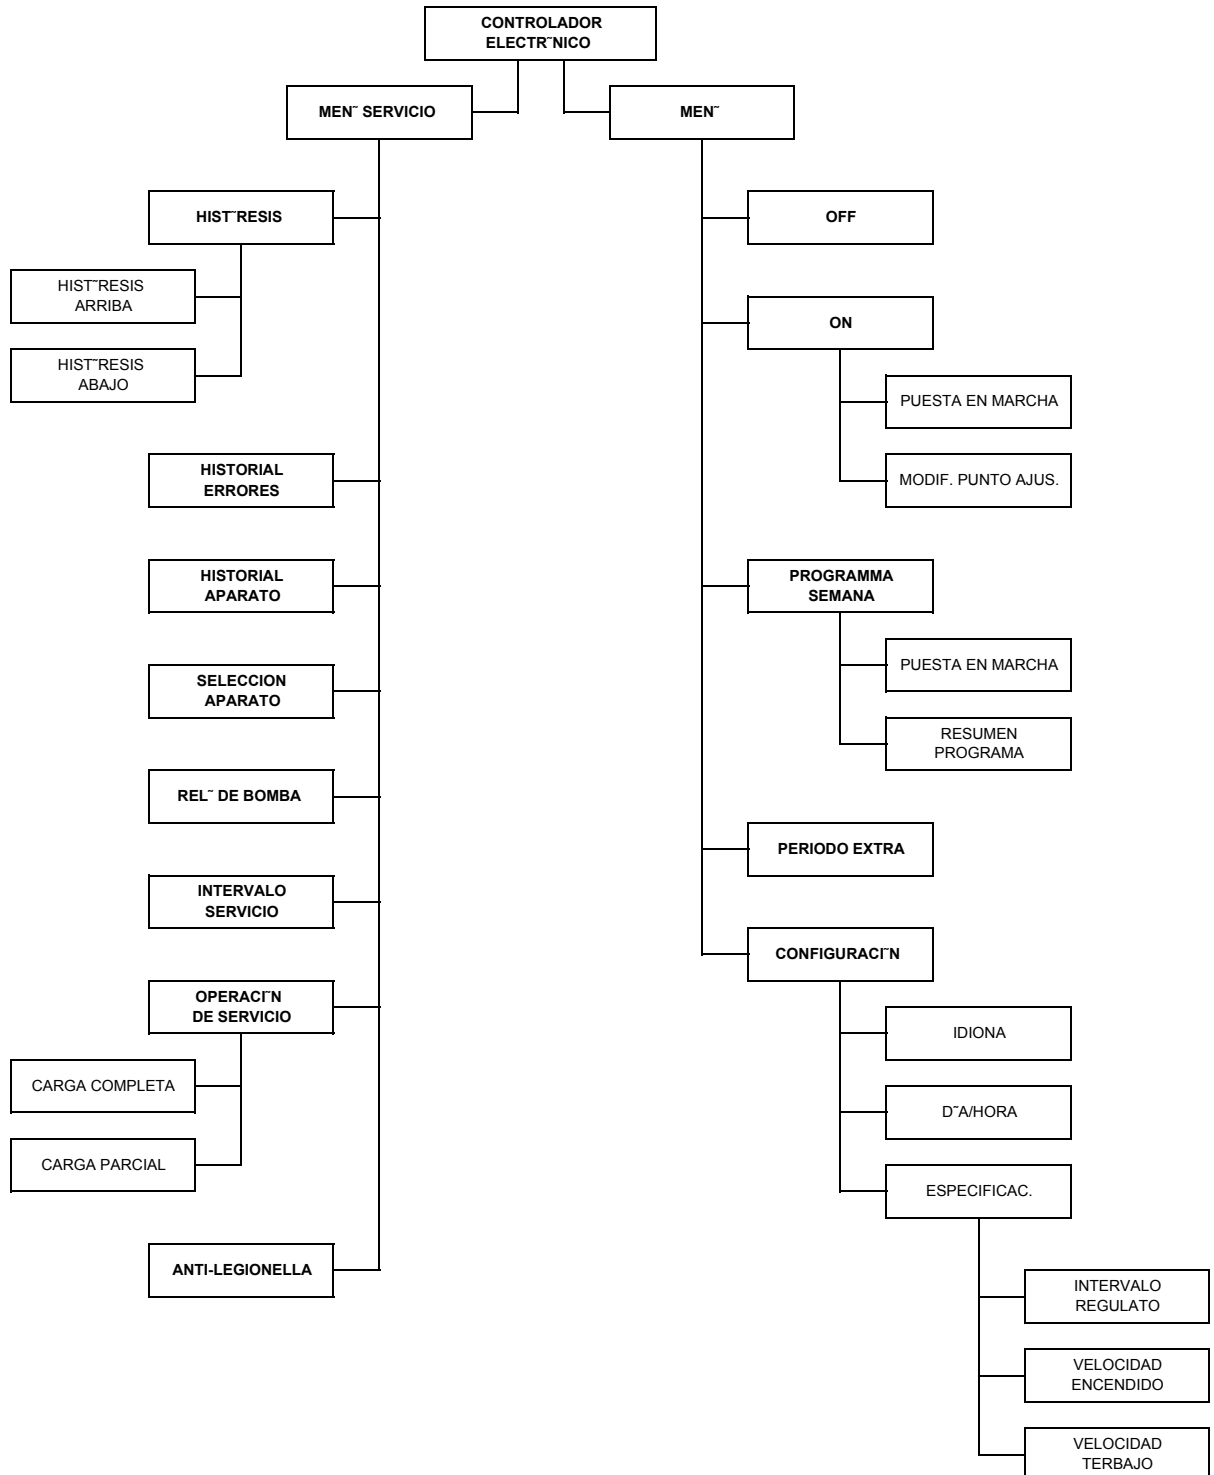 CONTROLADOR
ELECTR˜NICO
MEN˜ SERVICIO
MEN˜
HIST˜RESIS
HIST˜RESIS
ARRIBA
HIST˜RESIS
ABAJO
HISTORIAL
ERRORES
HISTORIAL
APARATO
SELECCION
APARATO
REL˜ DE BOMBA
INTERVALO
SERVICIO
OPERACI˜N
DE SERVICIO
CARGA COMPLETA
CARGA PARCIAL
ANTI-LEGIONELLA
OFF
ON
PUESTA EN MARCHA
MODIF. PUNTO AJUS.
PROGRAMMA
SEMANA
PUESTA EN MARCHA
RESUMEN
PROGRAMA
PERIODO EXTRA
CONFIGURACI˜N
IDIONA
D˜A/HORA
ESPECIFICAC.
INTERVALO
REGULATO
VELOCIDAD
ENCENDIDO
VELOCIDAD
TERBAJO